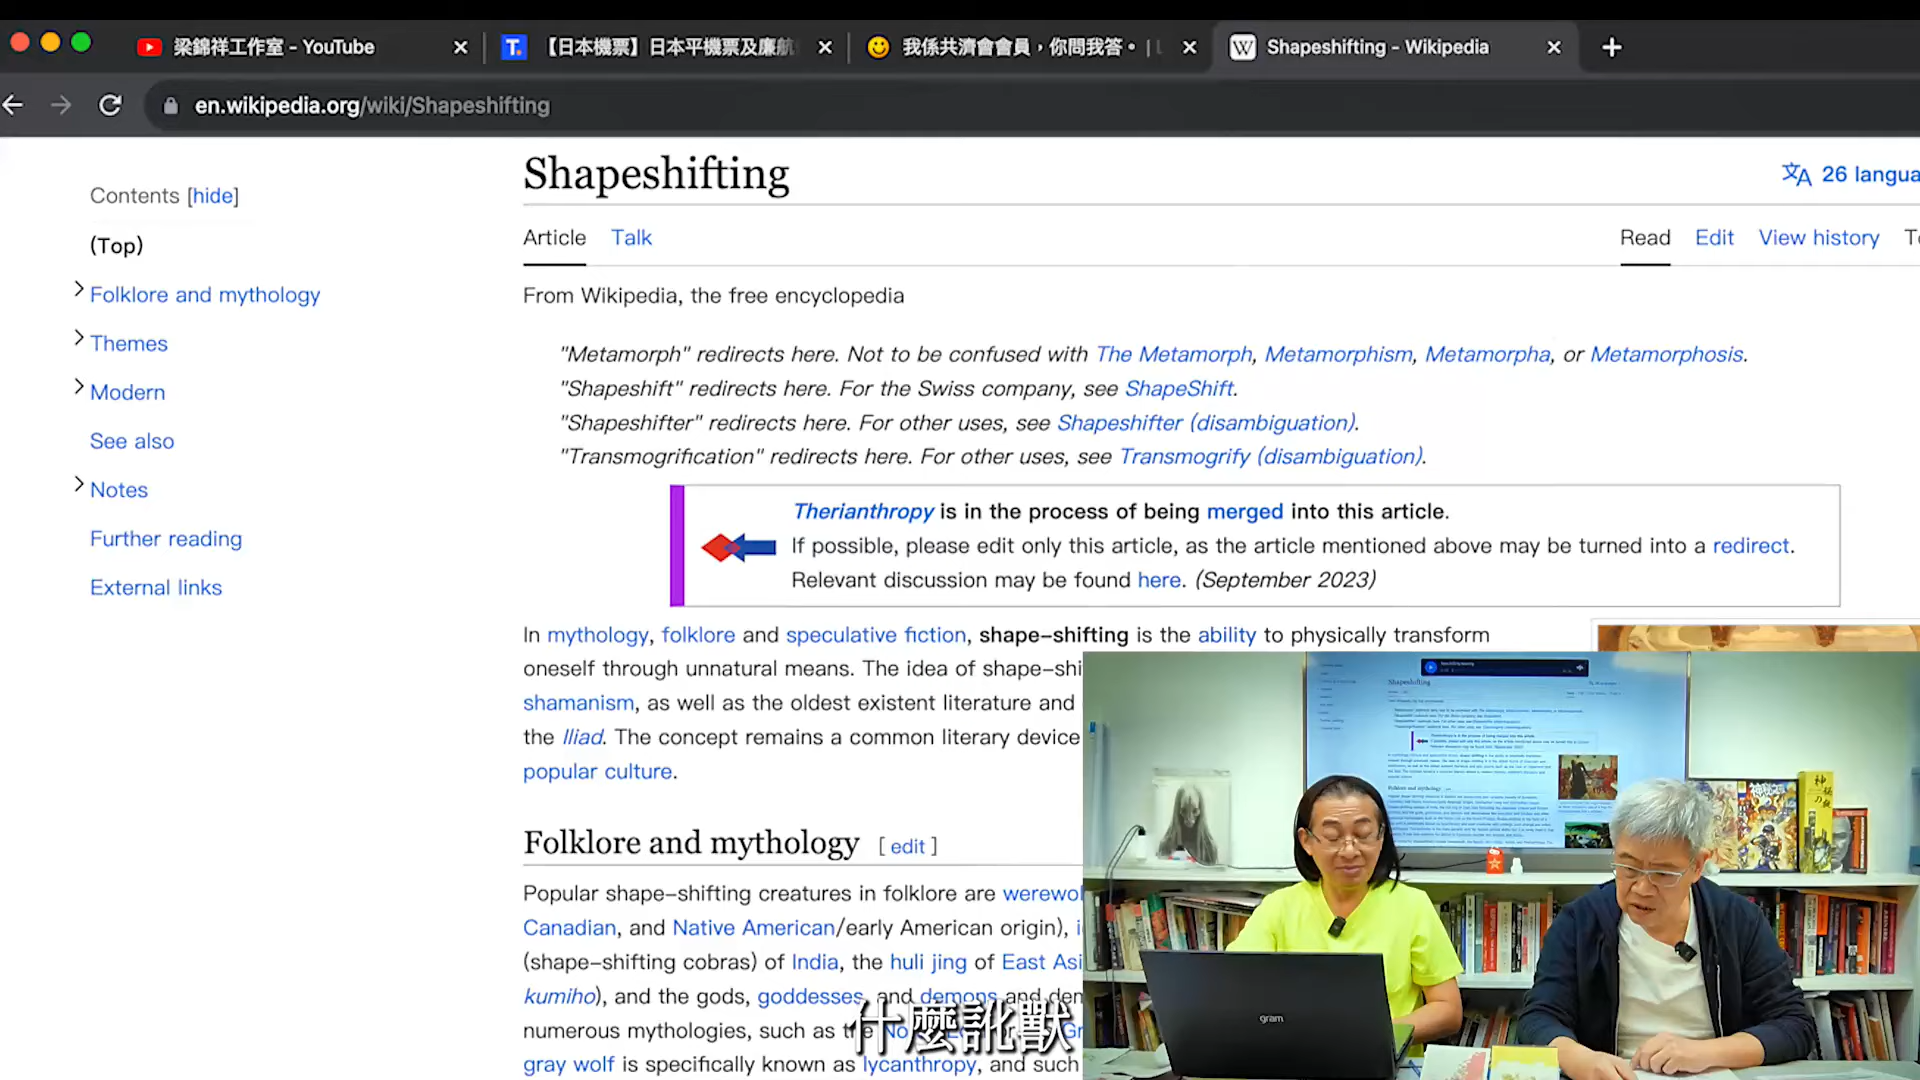 梁錦祥工作室 - YouTube
【日本機票】日本平機票及廉航
我係共濟會會員，你問我答。 |
Shapeshifting - Wikipedia
en.wikipedia.org/wiki/Shapeshifting
Contents [hide]
(Top)
Folklore and mythology
Themes
Modern
See also
Notes
Further reading
External links
Shapeshifting
26 langua
Article Talk
Read Edit View history
From Wikipedia, the free encyclopedia
"Metamorph" redirects here. Not to be confused with The Metamorph, Metamorphism, Metamorpha, or Metamorphosis.
"Shapeshift" redirects here. For the Swiss company, see ShapeShift.
"Shapeshifter" redirects here. For other uses, see Shapeshifter (disambiguation).
"Transmogrification" redirects here. For other uses, see Transmogrify (disambiguation).
Therianthropy is in the process of being merged into this article.
If possible, please edit only this article, as the article mentioned above may be turned into a redirect.
Relevant discussion may be found here. (September 2023)
In mythology, folklore and speculative fiction, shape-shifting is the ability to physically transform
oneself through unnatural means. The idea of shape-shi
shamanism, as well as the oldest existent literature and
the Iliad. The concept remains a common literary device
popular culture.
Folklore and mythology [ edit ]
Popular shape-shifting creatures in folklore are werewol
Canadian, and Native American/early American origin), i
(shape-shifting cobras) of India, the huli jing of East Asi
kumiho), and the gods, goddesses, and demons and den
numerous mythologies, such as the
gray wolf is specifically known as lycanthropy, and such
什麼訛獸
Shapeshifting
gram